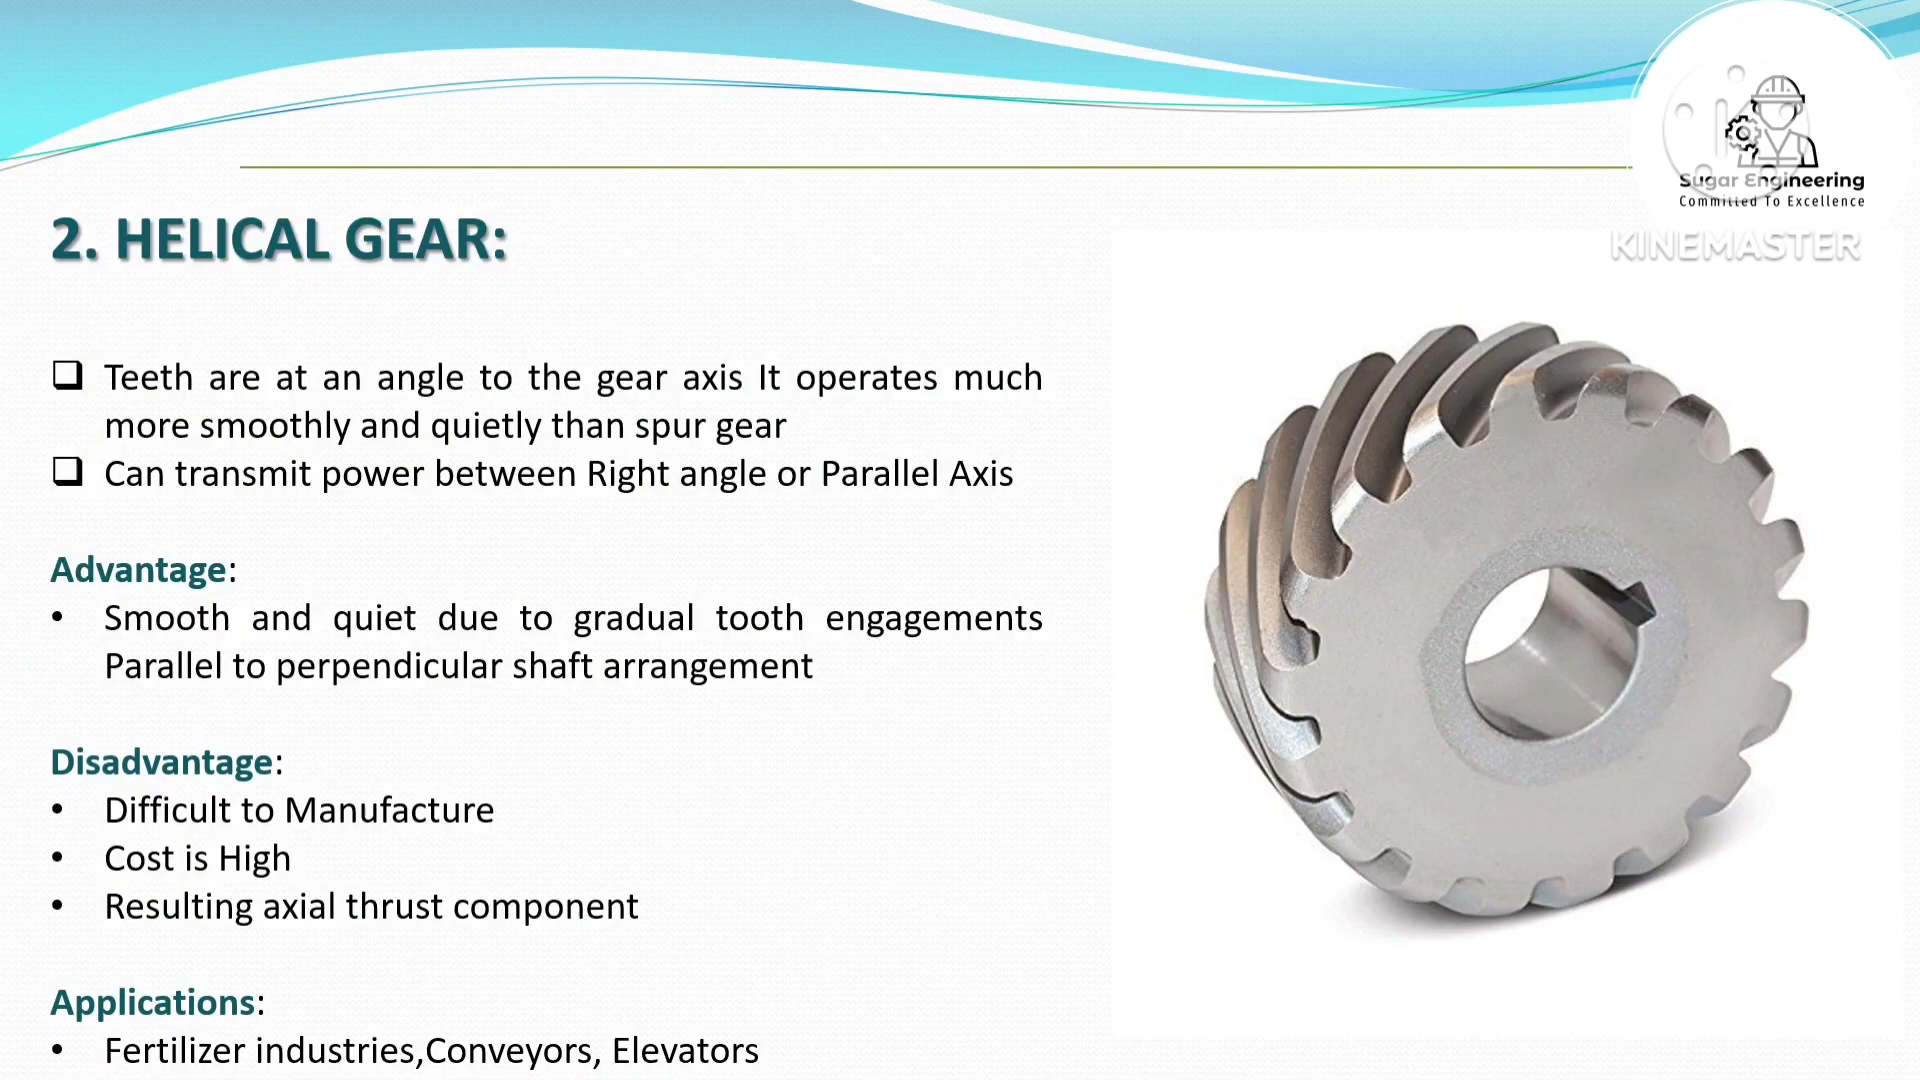 Sugar Engineering
Committed To Excellence
KINEMASTER
2. HELICAL GEAR:
❑ Teeth are at an angle to the gear axis It operates much
more smoothly and quietly than spur gear
❑ Can transmit power between Right angle or Parallel Axis
Advantage:
• Smooth and quiet due to gradual tooth engagements
Parallel to perpendicular shaft arrangement
Disadvantage:
• Difficult to Manufacture
• Cost is High
• Resulting axial thrust component
Applications:
• Fertilizer industries,Conveyors, Elevators